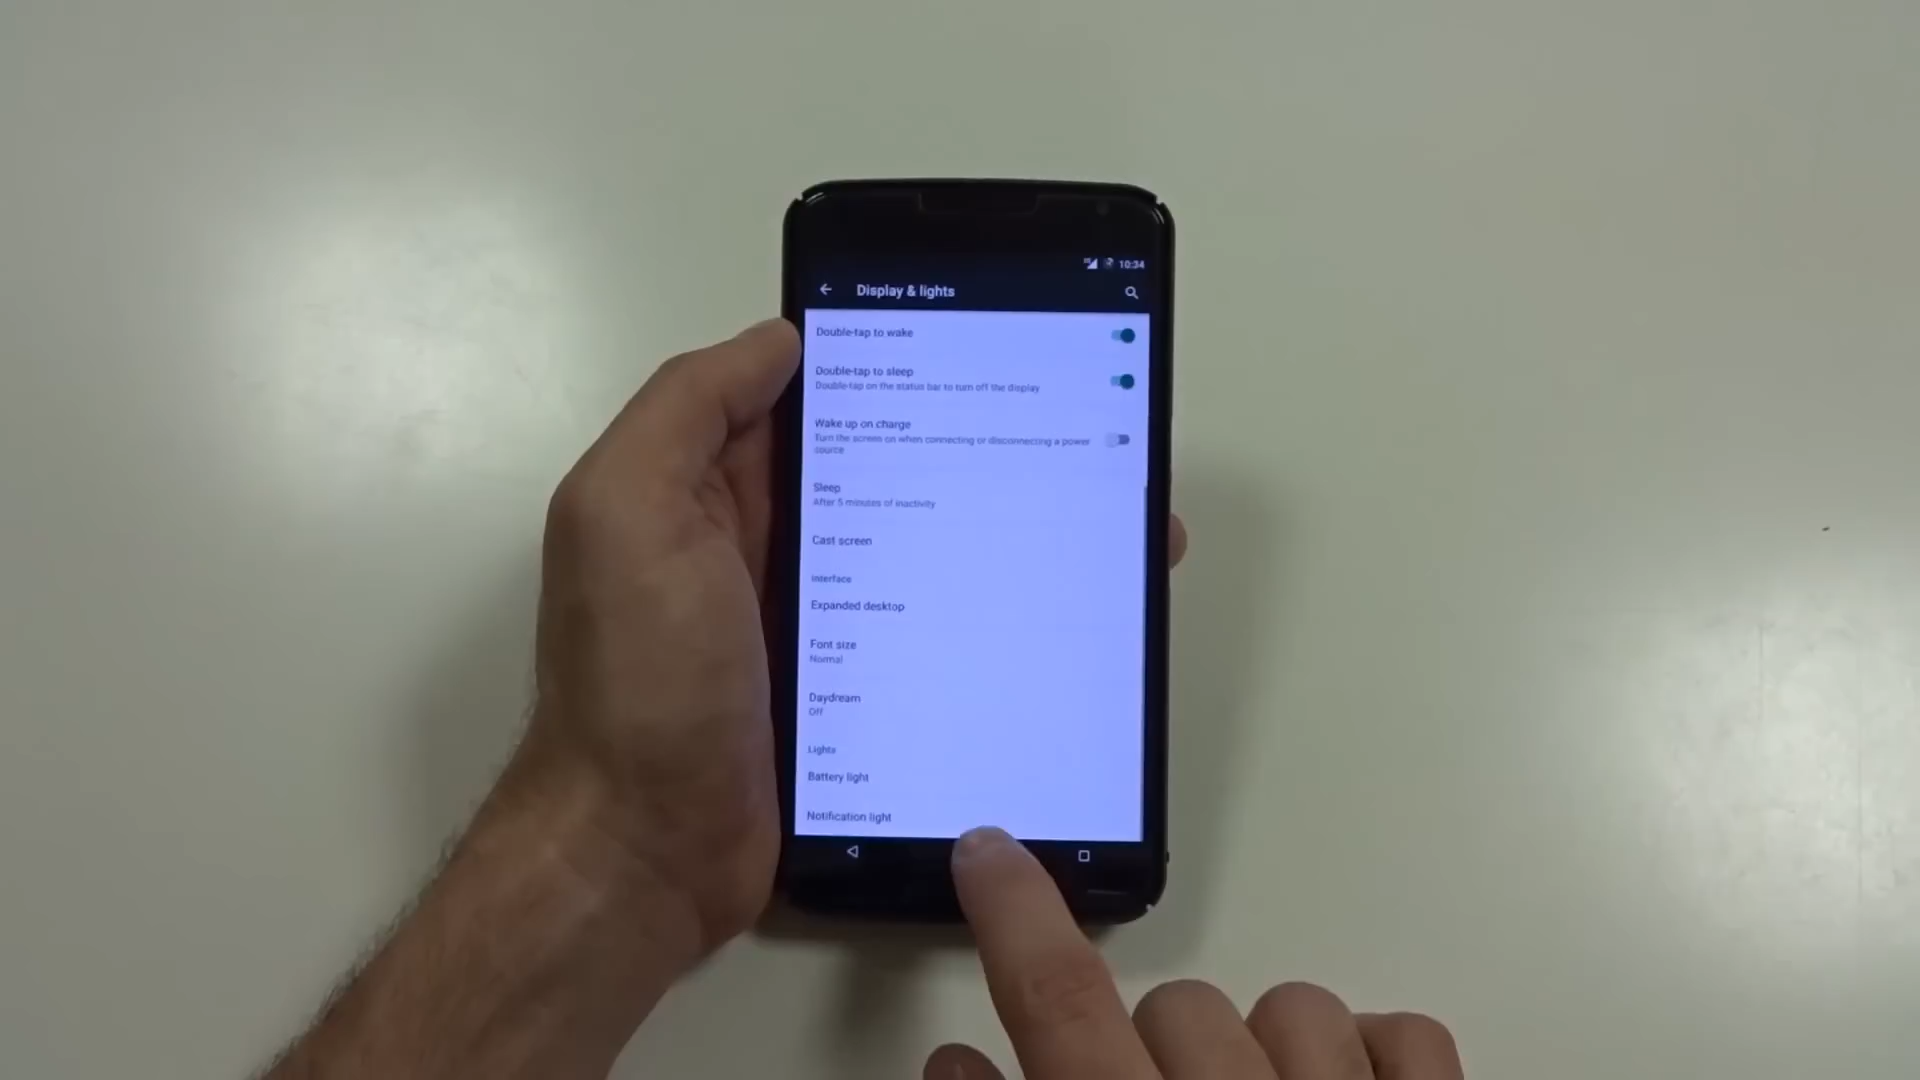 10:34
Display & lights
Double-tap to wake
Double-tap to sleep
Double-tap on the status bar to turn off the display
Wake up on charge
Turn the screen on when connecting or disconnecting a power
source
Sleep
After 5 minutes of inactivity
Cast screen
Interface
Expanded desktop
Font size
Normal
Daydream
Off
Lights
Battery light
Notification light